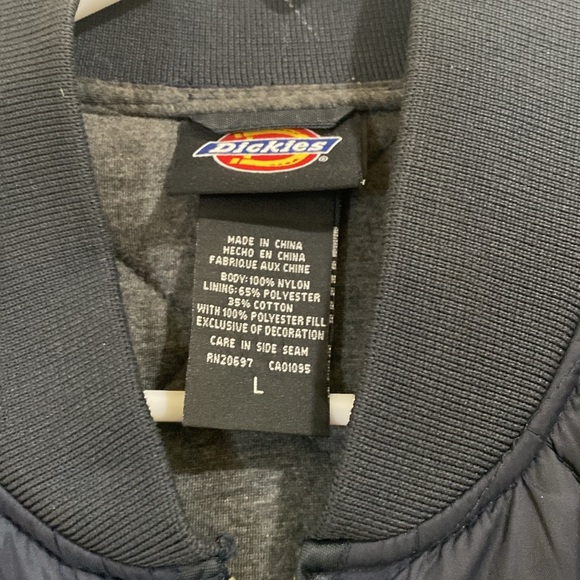 Dickies®
MADE IN CHINA
HECHO EN CHINA
FABRIQUE AUX CHINE
BODY:100% NYLON
LINING: 65% POLYESTER
35% COTTON
WITH 100% POLYESTER FILL
EXCLUSIVE OF DECORATION
CARE IN SIDE SEAM
RN20697 CA01095
L